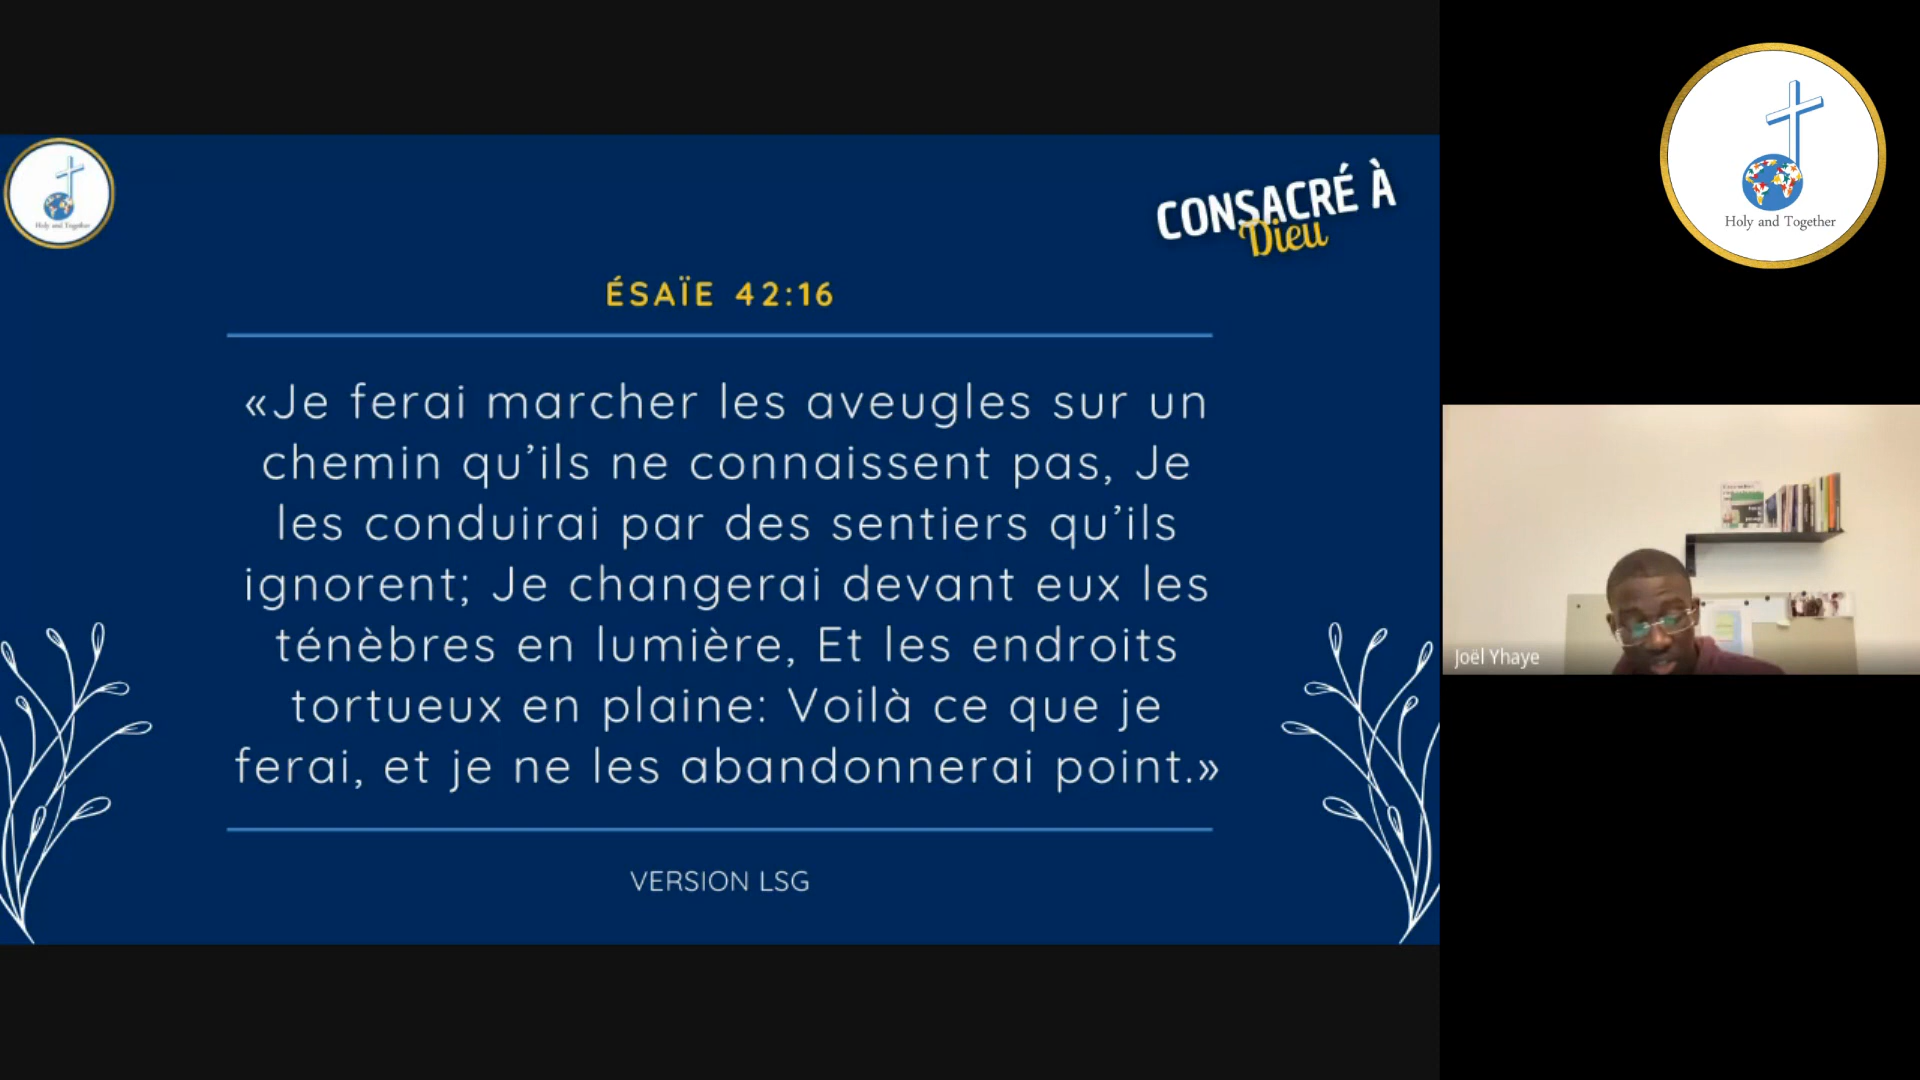 Holy and Together
CONSACRÉ À
Dieu
ÉSAÏE 42:16
«Je ferai marcher les aveugles sur un
chemin qu’ils ne connaissent pas, Je
les conduirai par des sentiers qu’ils
ignorent; Je changerai devant eux les
ténèbres en lumière, Et les endroits
tortueux en plaine: Voilà ce que je
ferai, et je ne les abandonnerai point.»
VERSION LSG
Holy and Together
Joël Yhaye